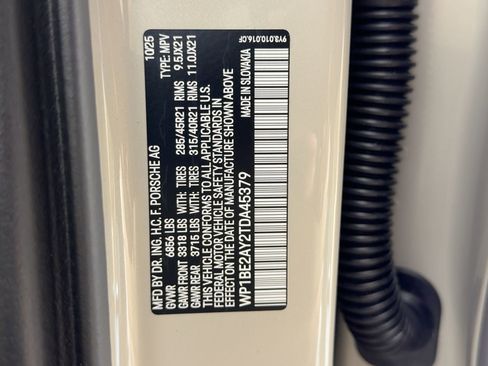 MFD BY DR. ING. H.C. F. PORSCHE AG 10/25
GVWR 6856 LBS TYPE: MPV
GAWR FRONT 3318 LBS WITH: TIRES 285/45R21 RIMS 9.5JX21
GAWR REAR 3715 LBS WITH: TIRES 315/40R21 RIMS 11.0JX21
THIS VEHICLE CONFORMS TO ALL APPLICABLE U.S.
FEDERAL MOTOR VEHICLE SAFETY STANDARDS IN
EFFECT ON THE DATE OF MANUFACTURE SHOWN ABOVE
WP1BE2AY2TDA45379 MADE IN SLOVAKIA
9Y3.010.016.CF